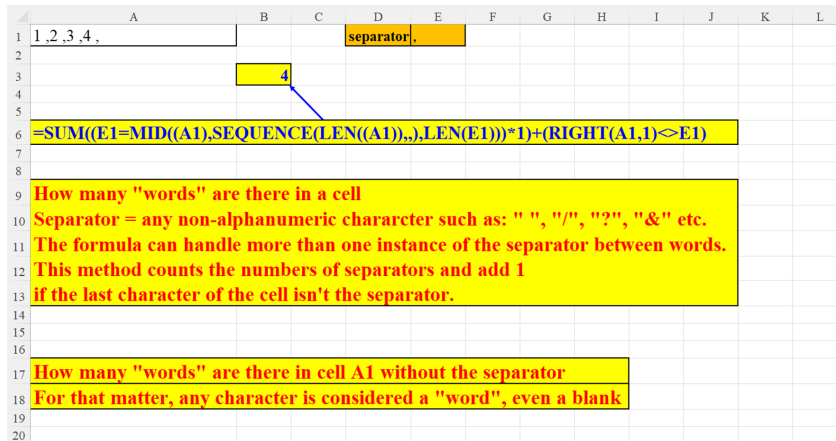 A B C D E F G H I J K L
1 1 ,2 ,3 ,4 , separator ,
2
3 4
4
5
6 =SUM((E1=MID((A1),SEQUENCE(LEN((A1)),,),LEN(E1)))*1)+(RIGHT(A1,1)<>E1)
7
8
9 How many "words" are there in a cell
10 Separator = any non-alphanumeric chararcter such as: " ", "/", "?", "&" etc.
11 The formula can handle more than one instance of the separator between words.
12 This method counts the numbers of separators and add 1
13 if the last character of the cell isn't the separator.
14
15
16
17 How many "words" are there in cell A1 without the separator
18 For that matter, any character is considered a "word", even a blank
19
20